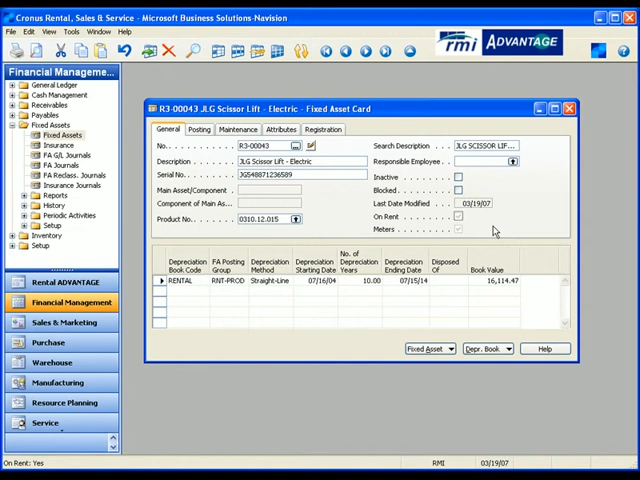 Cronus Rental, Sales & Service - Microsoft Business Solutions-Navision
File Edit View Tools Window Help
rmi ADVANTAGE
Financial Manageme...
General Ledger
Cash Management
Receivables
Payables
Fixed Assets
Fixed Assets
Insurance
FA G/L Journals
FA Journals
FA Reclass. Journals
Insurance Journals
Reports
History
Periodic Activities
Setup
Inventory
Setup
Rental ADVANTAGE
Financial Management
Sales & Marketing
Purchase
Warehouse
Manufacturing
Resource Planning
Service
R3-00043 JLG Scissor Lift - Electric - Fixed Asset Card
General Posting Maintenance Attributes Registration
No. R3-00043
Description JLG Scissor Lift - Electric
Serial No. JG548871236589
Main Asset/Component
Component of Main As...
Product No. 0310.12.015
Search Description JLG SCISSOR LIF...
Responsible Employee
Inactive
Blocked
Last Date Modified 03/19/07
On Rent
Meters
Depreciation Book Code FA Posting Group Depreciation Method Depreciation Starting Date No. of Depreciation Years Depreciation Ending Date Disposed Of Book Value
RENTAL RNT-PROD Straight-Line 07/16/04 10.00 07/15/14 16,114.47
Fixed Asset Depr. Book Help
On Rent: Yes RMI 03/19/07